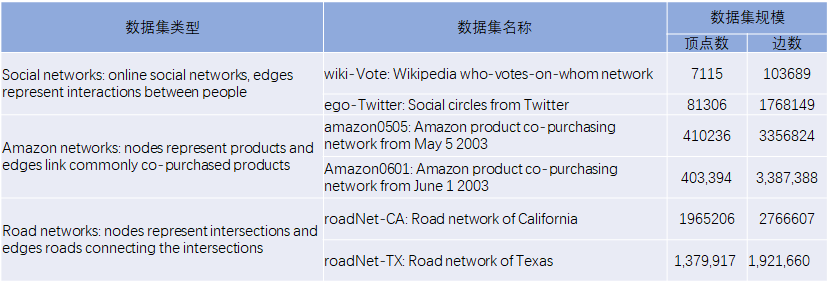 数据集类型
数据集名称
数据集规模
顶点数
边数
Social networks: online social networks, edges
represent interactions between people
wiki-Vote: Wikipedia who-votes-on-whom network
7115
103689
ego-Twitter: Social circles from Twitter
81306
1768149
Amazon networks: nodes represent products and
edges link commonly co-purchased products
amazon0505: Amazon product co-purchasing
network from May 5 2003
410236
3356824
Amazon0601: Amazon product co-purchasing
network from June 1 2003
403,394
3,387,388
Road networks: nodes represent intersections and
edges roads connecting the intersections
roadNet-CA: Road network of California
1965206
2766607
roadNet-TX: Road network of Texas
1,379,917
1,921,660